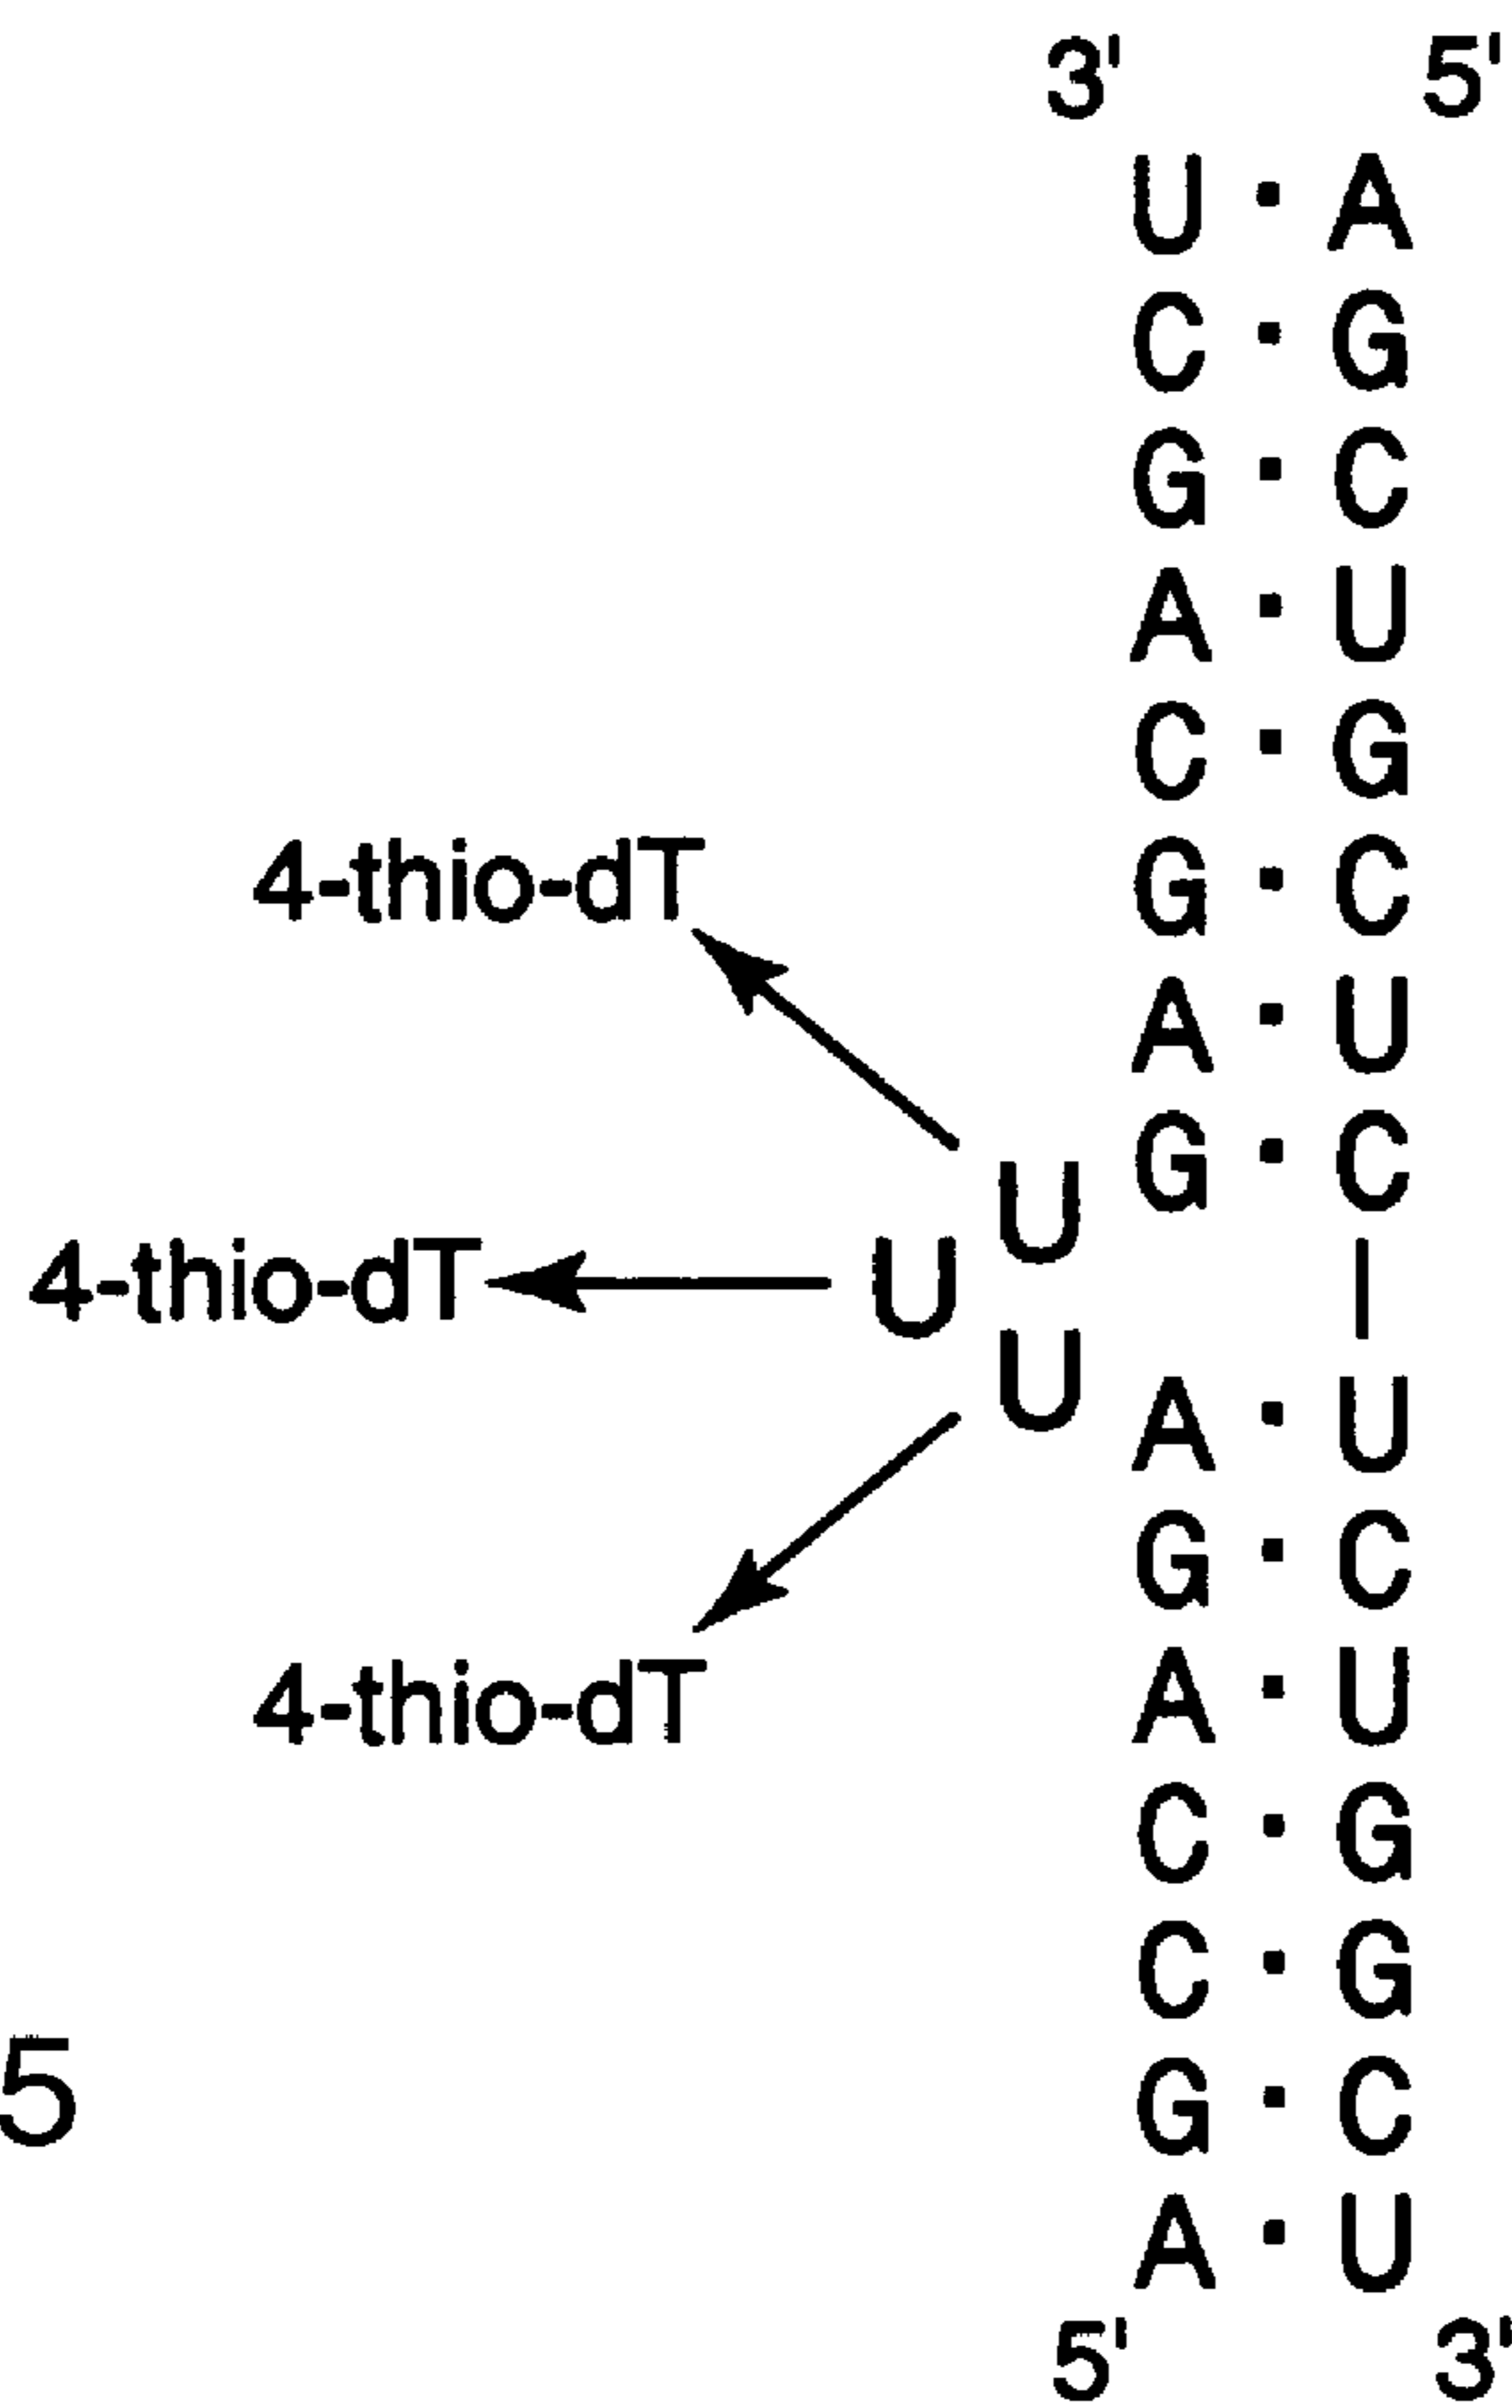 3' 5'
U · A
C · G
G · C
A · U
C · G
4-thio-dT G · C
A · U
U G · C
4-thio-dT U
U A · U
G · C
4-thio-dT A · U
C · G
C · G
5 G · C
A · U
5' 3'